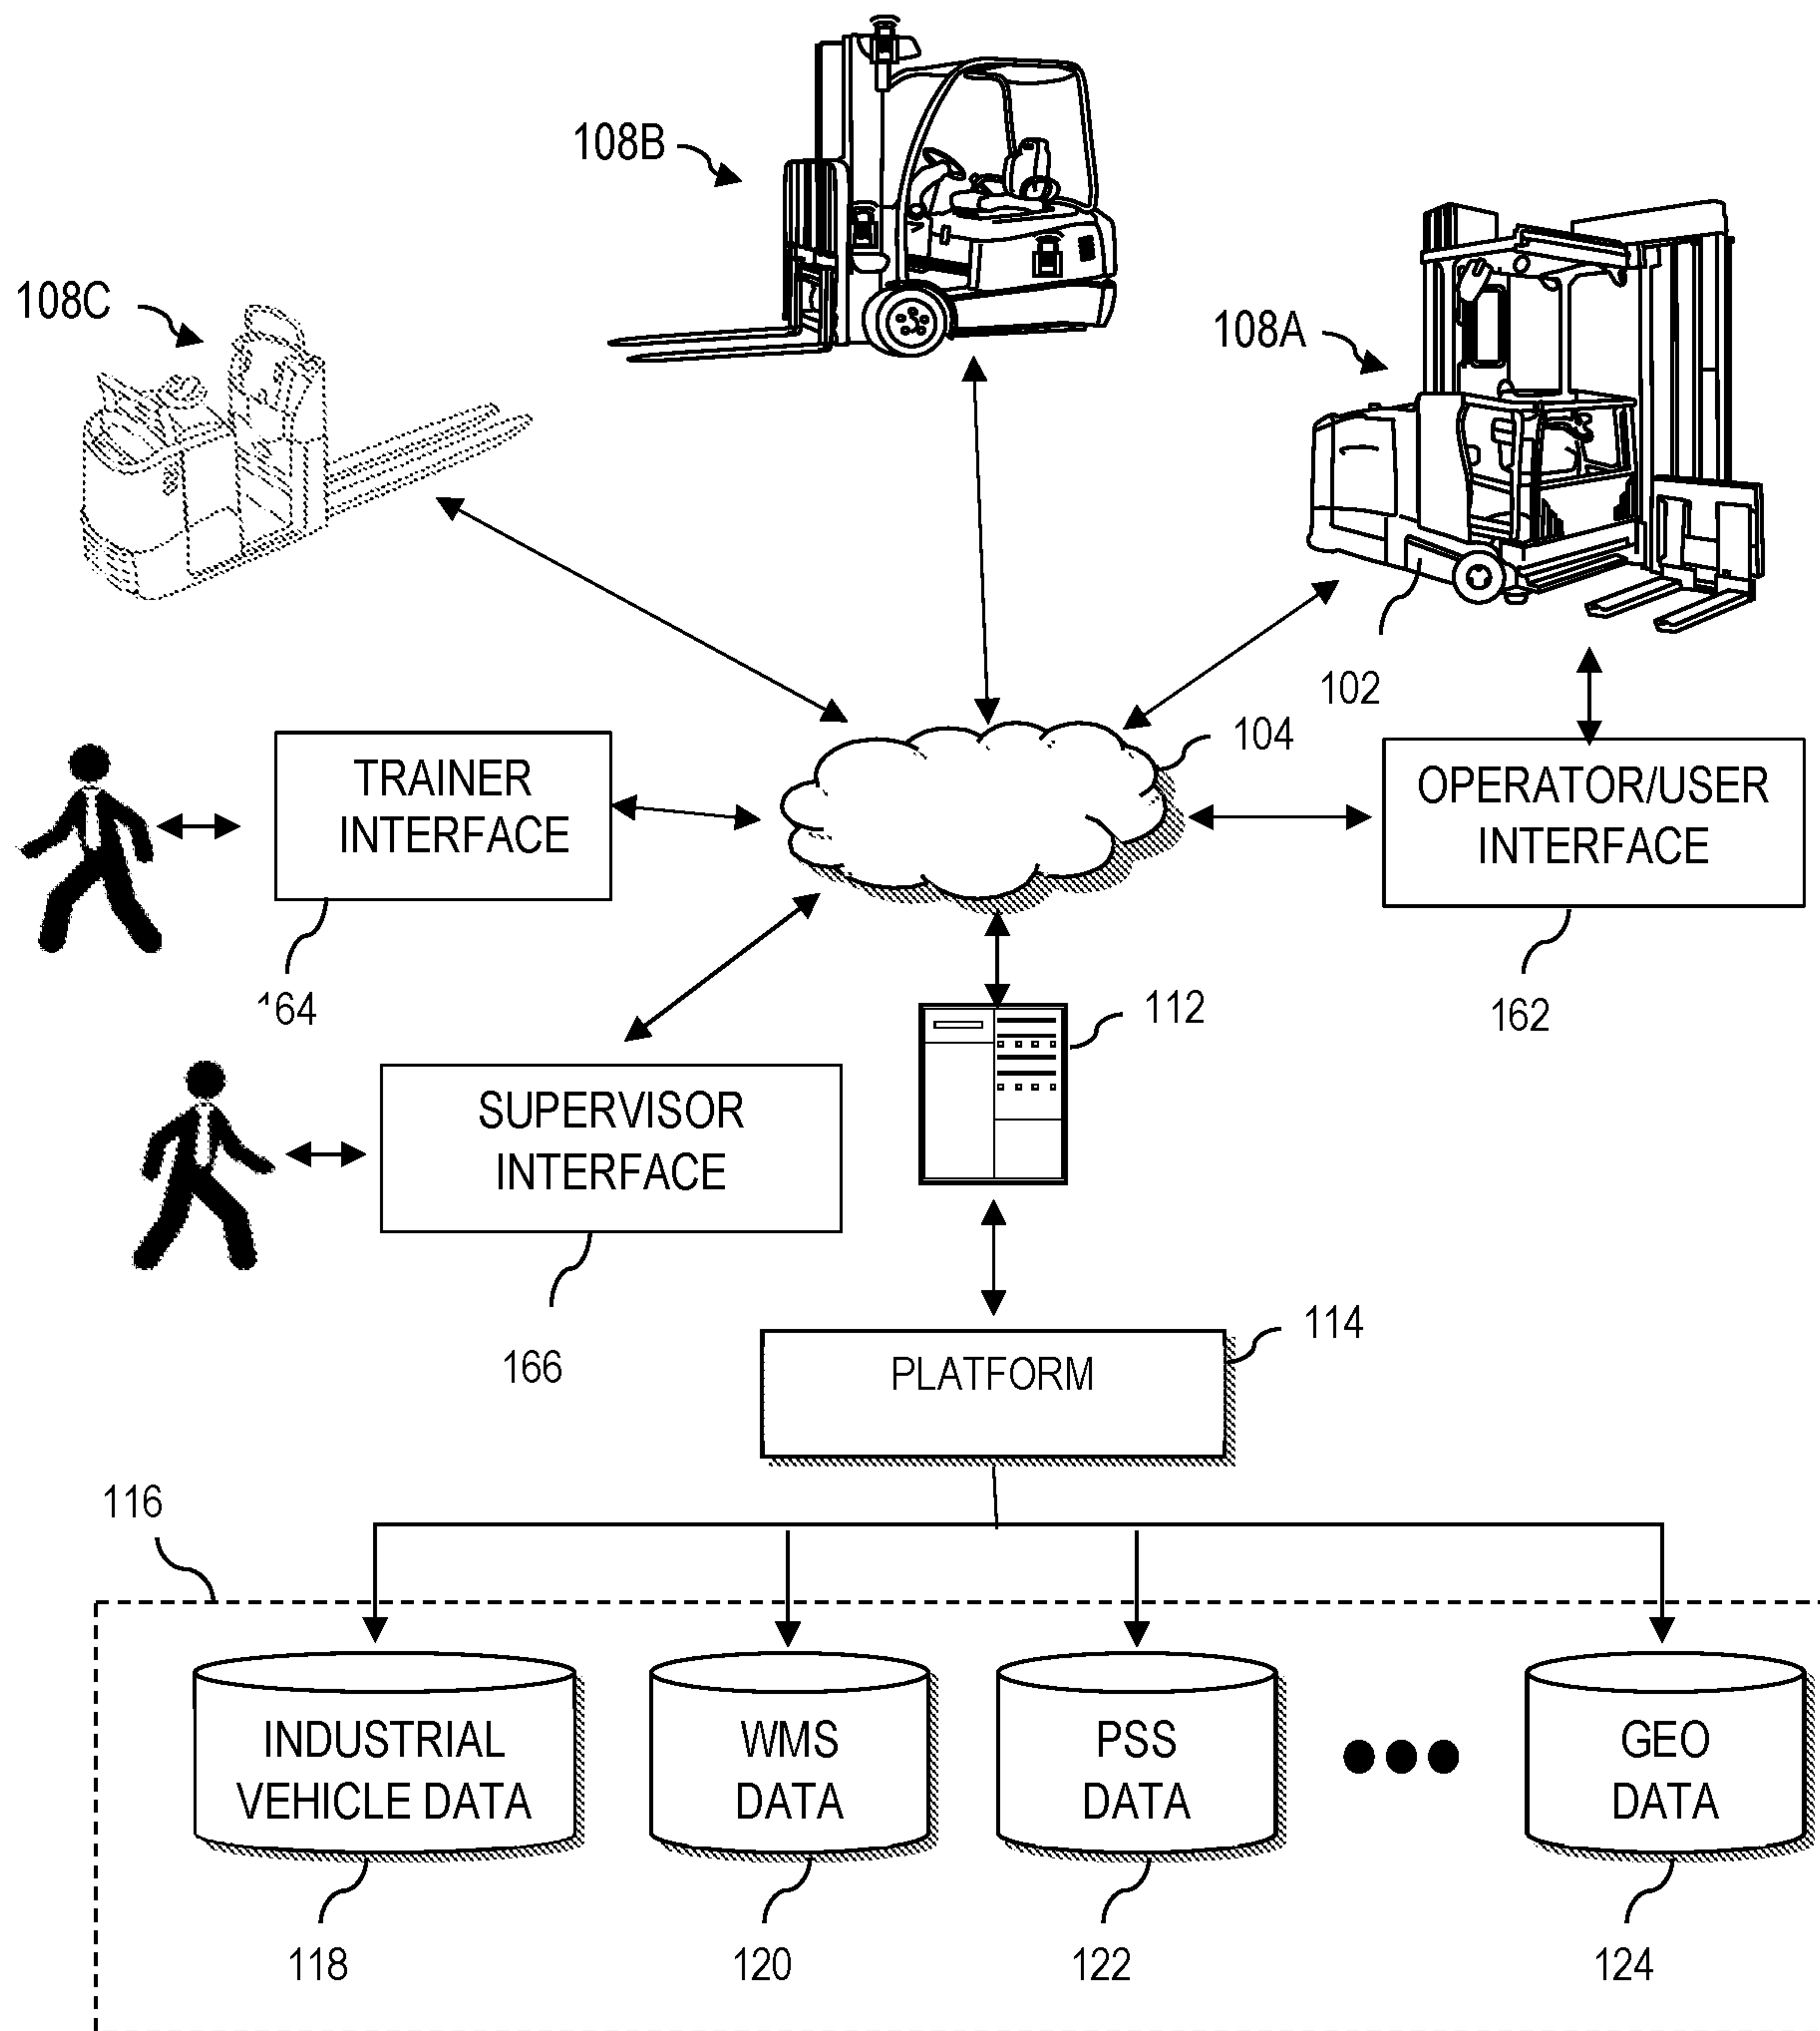 108B
108C
108A
102
104
TRAINER
INTERFACE
OPERATOR/USER
INTERFACE
164
112
162
SUPERVISOR
INTERFACE
166
114
PLATFORM
116
INDUSTRIAL
VEHICLE DATA
WMS
DATA
PSS
DATA
GEO
DATA
118
120
122
124